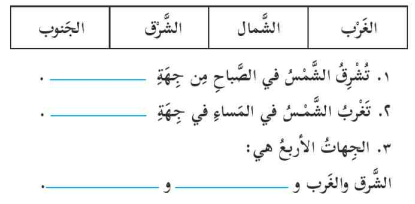 الغَرْب الشَّمال الشَّرْق الجَنوب
١. تُشْرِقُ الشَّمْسُ في الصَّباحِ مِن جِهَةِ ________ .
٢. تَغْربُ الشَّمْسُ في المَساءِ في جِهَةِ ________ .
٣. الجِهاتُ الأربعُ هي:
الشَّرق والغَرب و ________ و ________.